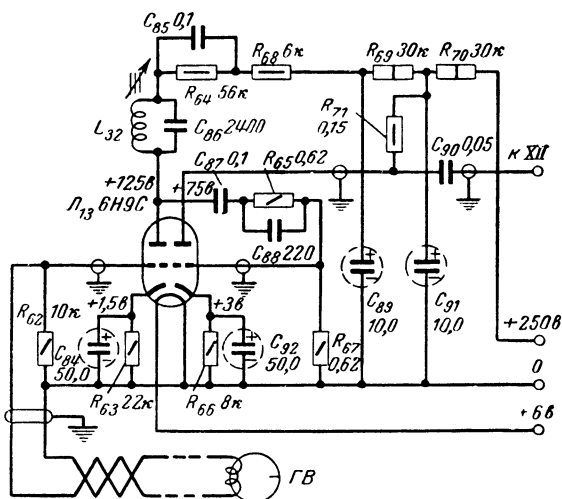 C85 0,1
R68 6к
R69 30к
R70 30к
R64 56к
R71 0,15
L32
C86 2400
C90 0,05
к XII
C87 0,1
R65 0,62
+125в
+75в
Л13 6Н9С
C88 220
R62 10к
+1,5в
+3в
C89 10,0
C91 10,0
+250в
C84 50,0
C92 50,0
R67 0,62
0
R63 22к
R66 8к
+6в
ГВ